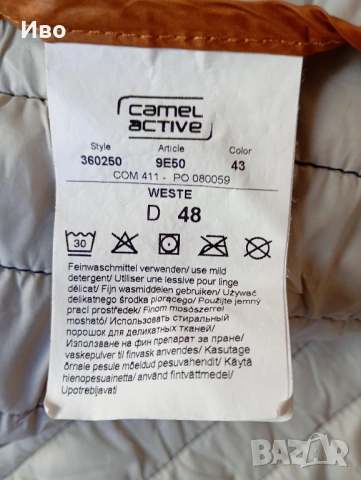 Иво
camel
active
Style Article Color
360250 9E50 43
COM 411 - PO 080059
WESTE
D 48
30
Feinwaschmittel verwenden/ use mild
detergent/ Utiliser une lessive pour linge
délicat/ Fijn wasmiddelen gebruiken/ Używać
delikatnego środka piorącego/ Použijte jemný
prací prostředek/ Finom mosószerrel
mosható/ Использовать стиральный
порошок для деликатных тканей/
Използване на фин препарат за пране/
vaskepulver til finvask anvendes/ Kasutage
õrnale pesule mõeldud pesuvahendit/ Käytä
hienopesuainetta/ använd fintvättmedel/
Upotrebljavati
BAZAR